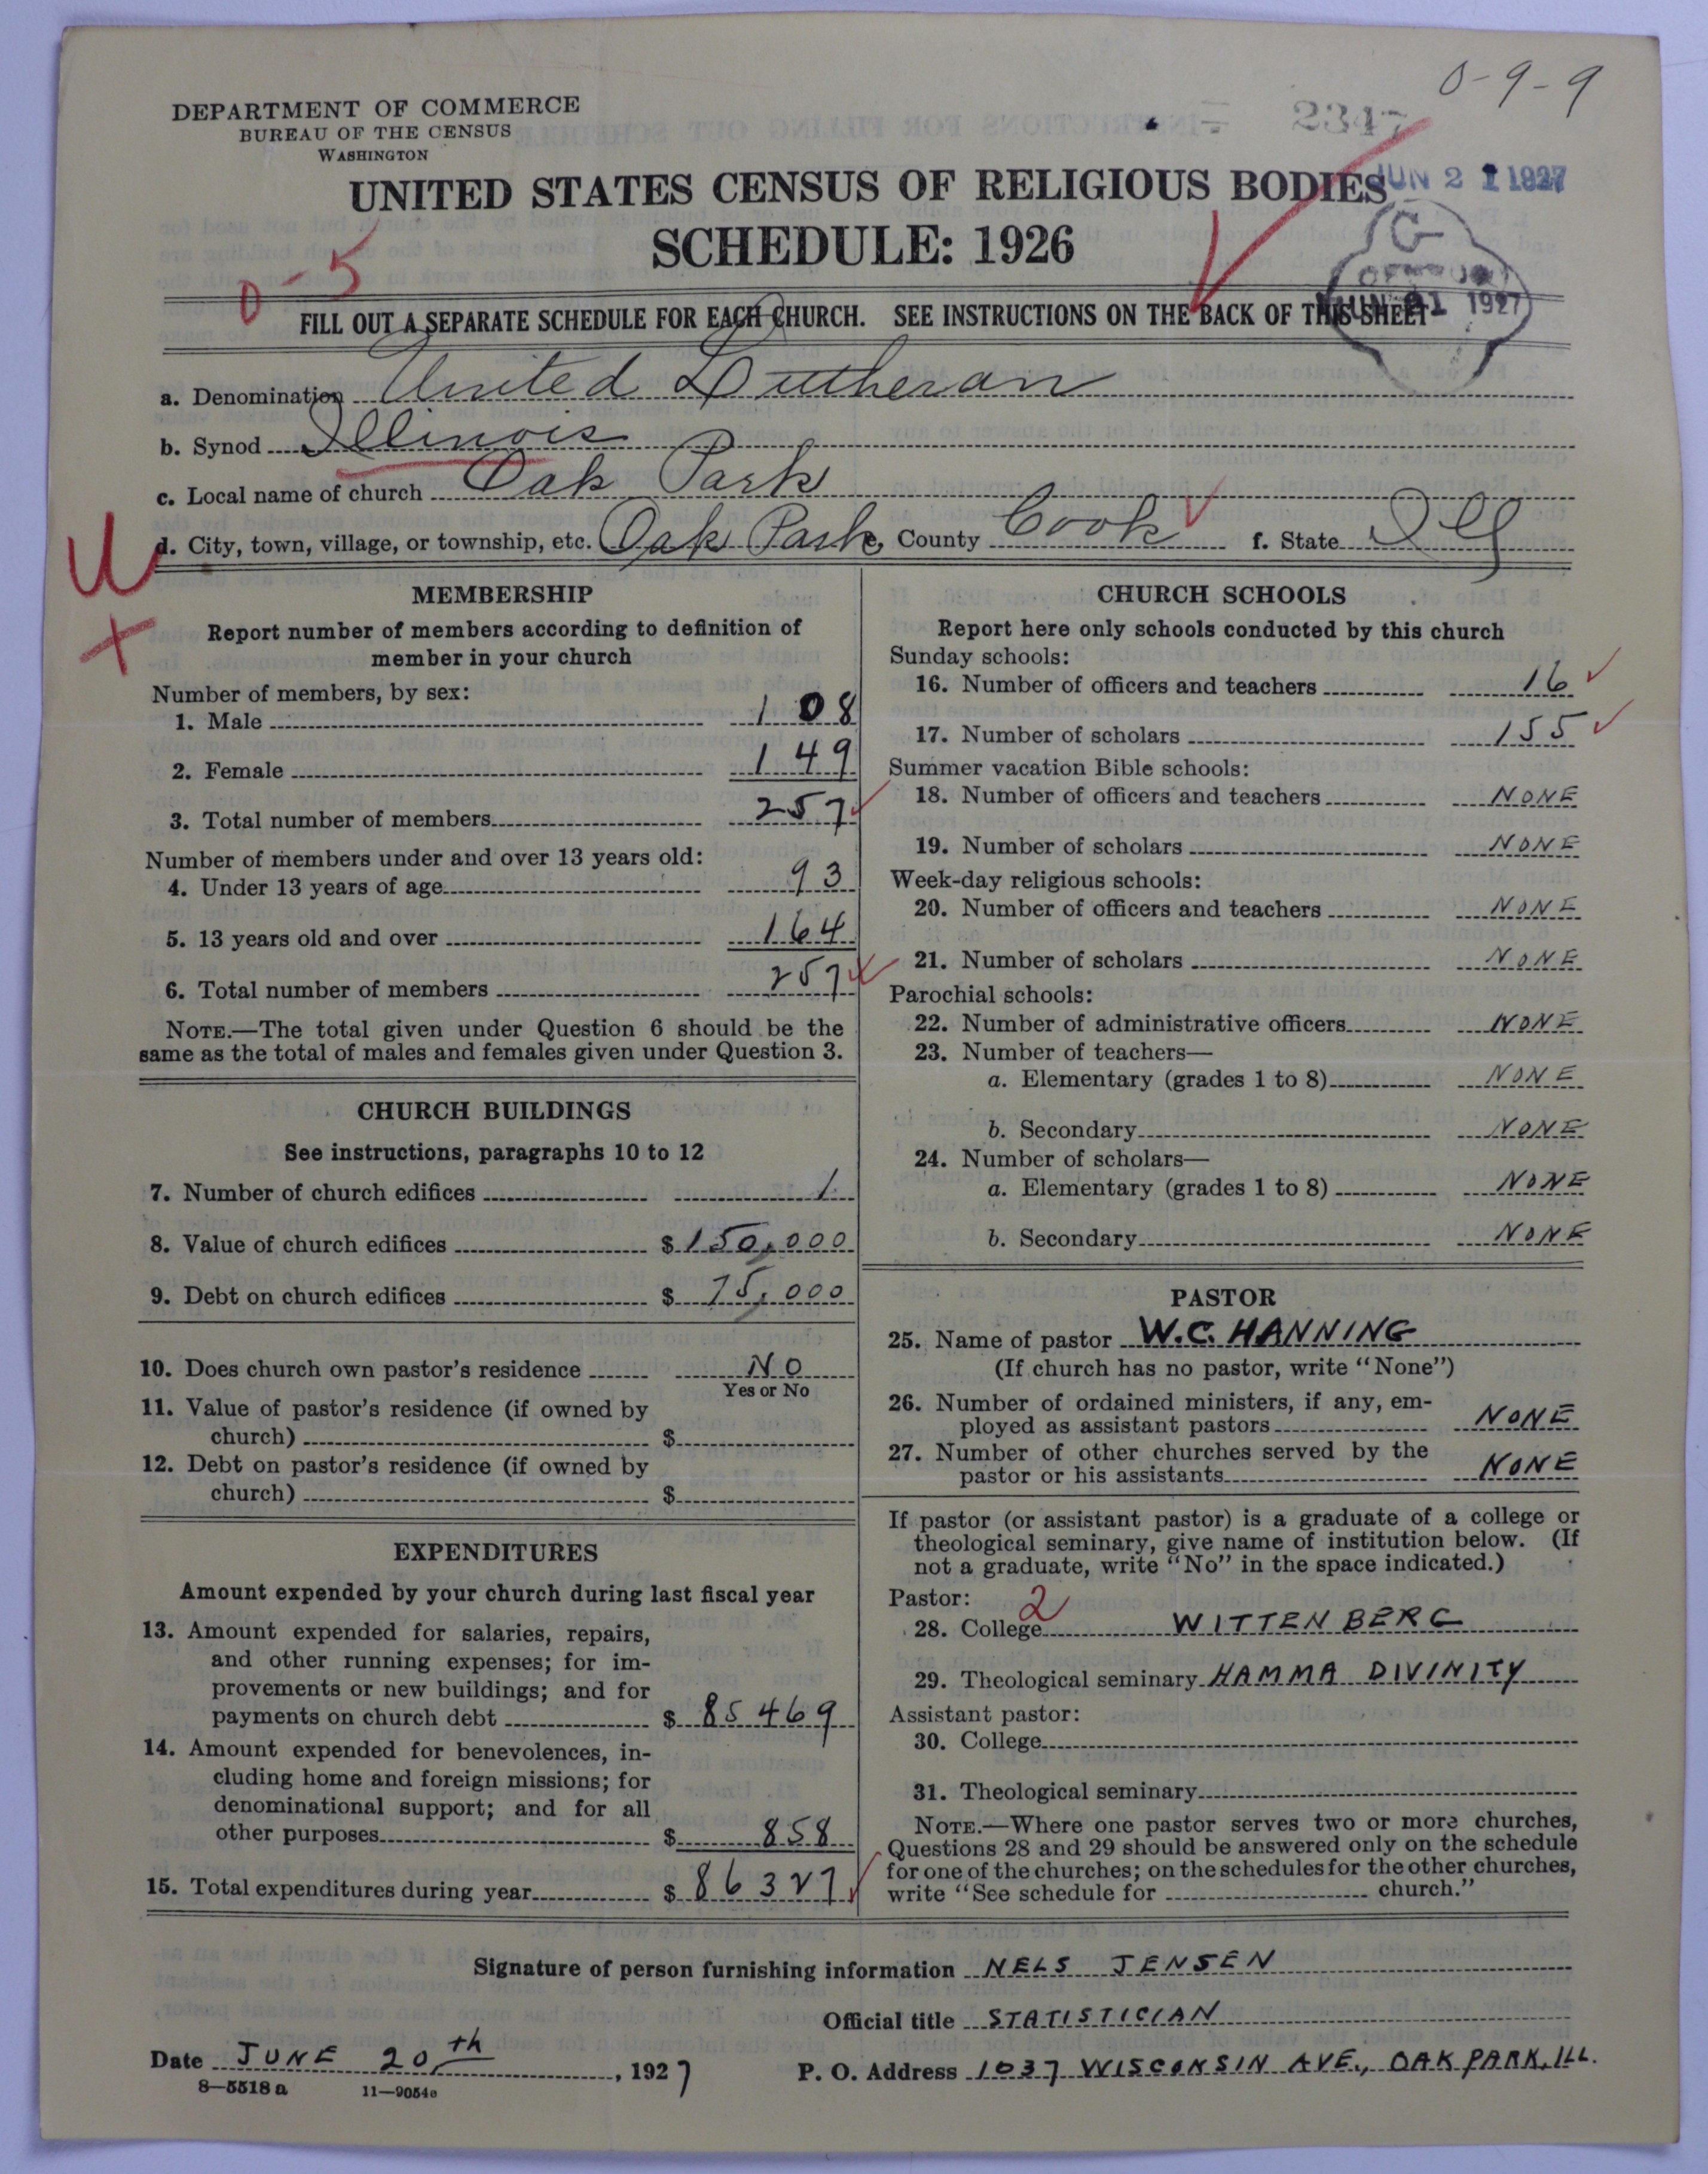 0-9-9
DEPARTMENT OF COMMERCE
BUREAU OF THE CENSUS
WASHINGTON
2347
UNITED STATES CENSUS OF RELIGIOUS BODIES
JUN 21 1927
SCHEDULE: 1926
0-5
JUN 21 1927
FILL OUT A SEPARATE SCHEDULE FOR EACH CHURCH. SEE INSTRUCTIONS ON THE BACK OF THIS SHEET
a. Denomination United Lutheran
b. Synod Illinois
c. Local name of church Oak Park
d. City, town, village, or township, etc. Oak Park e. County Cook f. State Ill
MEMBERSHIP
Report number of members according to definition of
member in your church
Number of members, by sex:
1. Male 108
2. Female 149
3. Total number of members 257
Number of members under and over 13 years old:
4. Under 13 years of age 93
5. 13 years old and over 164
6. Total number of members 257
NOTE.—The total given under Question 6 should be the
same as the total of males and females given under Question 3.
CHURCH BUILDINGS
See instructions, paragraphs 10 to 12
7. Number of church edifices 1
8. Value of church edifices $ 150,000
9. Debt on church edifices $ 75,000
10. Does church own pastor's residence NO
Yes or No
11. Value of pastor's residence (if owned by
church) $
12. Debt on pastor's residence (if owned by
church) $
EXPENDITURES
Amount expended by your church during last fiscal year
13. Amount expended for salaries, repairs,
and other running expenses; for im-
provements or new buildings; and for
payments on church debt $ 85469
14. Amount expended for benevolences, in-
cluding home and foreign missions; for
denominational support; and for all
other purposes $ 858
15. Total expenditures during year $ 86327
CHURCH SCHOOLS
Report here only schools conducted by this church
Sunday schools:
16. Number of officers and teachers 16
17. Number of scholars 155
Summer vacation Bible schools:
18. Number of officers and teachers NONE
19. Number of scholars NONE
Week-day religious schools:
20. Number of officers and teachers NONE
21. Number of scholars NONE
Parochial schools:
22. Number of administrative officers NONE
23. Number of teachers—
a. Elementary (grades 1 to 8) NONE
b. Secondary NONE
24. Number of scholars—
a. Elementary (grades 1 to 8) NONE
b. Secondary NONE
PASTOR
25. Name of pastor W.C. HANNING
(If church has no pastor, write "None")
26. Number of ordained ministers, if any, em-
ployed as assistant pastors NONE
27. Number of other churches served by the
pastor or his assistants NONE
If pastor (or assistant pastor) is a graduate of a college or
theological seminary, give name of institution below. (If
not a graduate, write "No" in the space indicated.)
Pastor:
2
28. College WITTENBERG
29. Theological seminary HAMMA DIVINITY
Assistant pastor:
30. College
31. Theological seminary
NOTE.—Where one pastor serves two or more churches,
Questions 28 and 29 should be answered only on the schedule
for one of the churches; on the schedules for the other churches,
write "See schedule for church."
Signature of person furnishing information NELS JENSEN
Official title STATISTICIAN
Date JUNE 20th, 1927 P. O. Address 1037 WISCONSIN AVE., OAK PARK, ILL.
8—5518 a 11—9054e